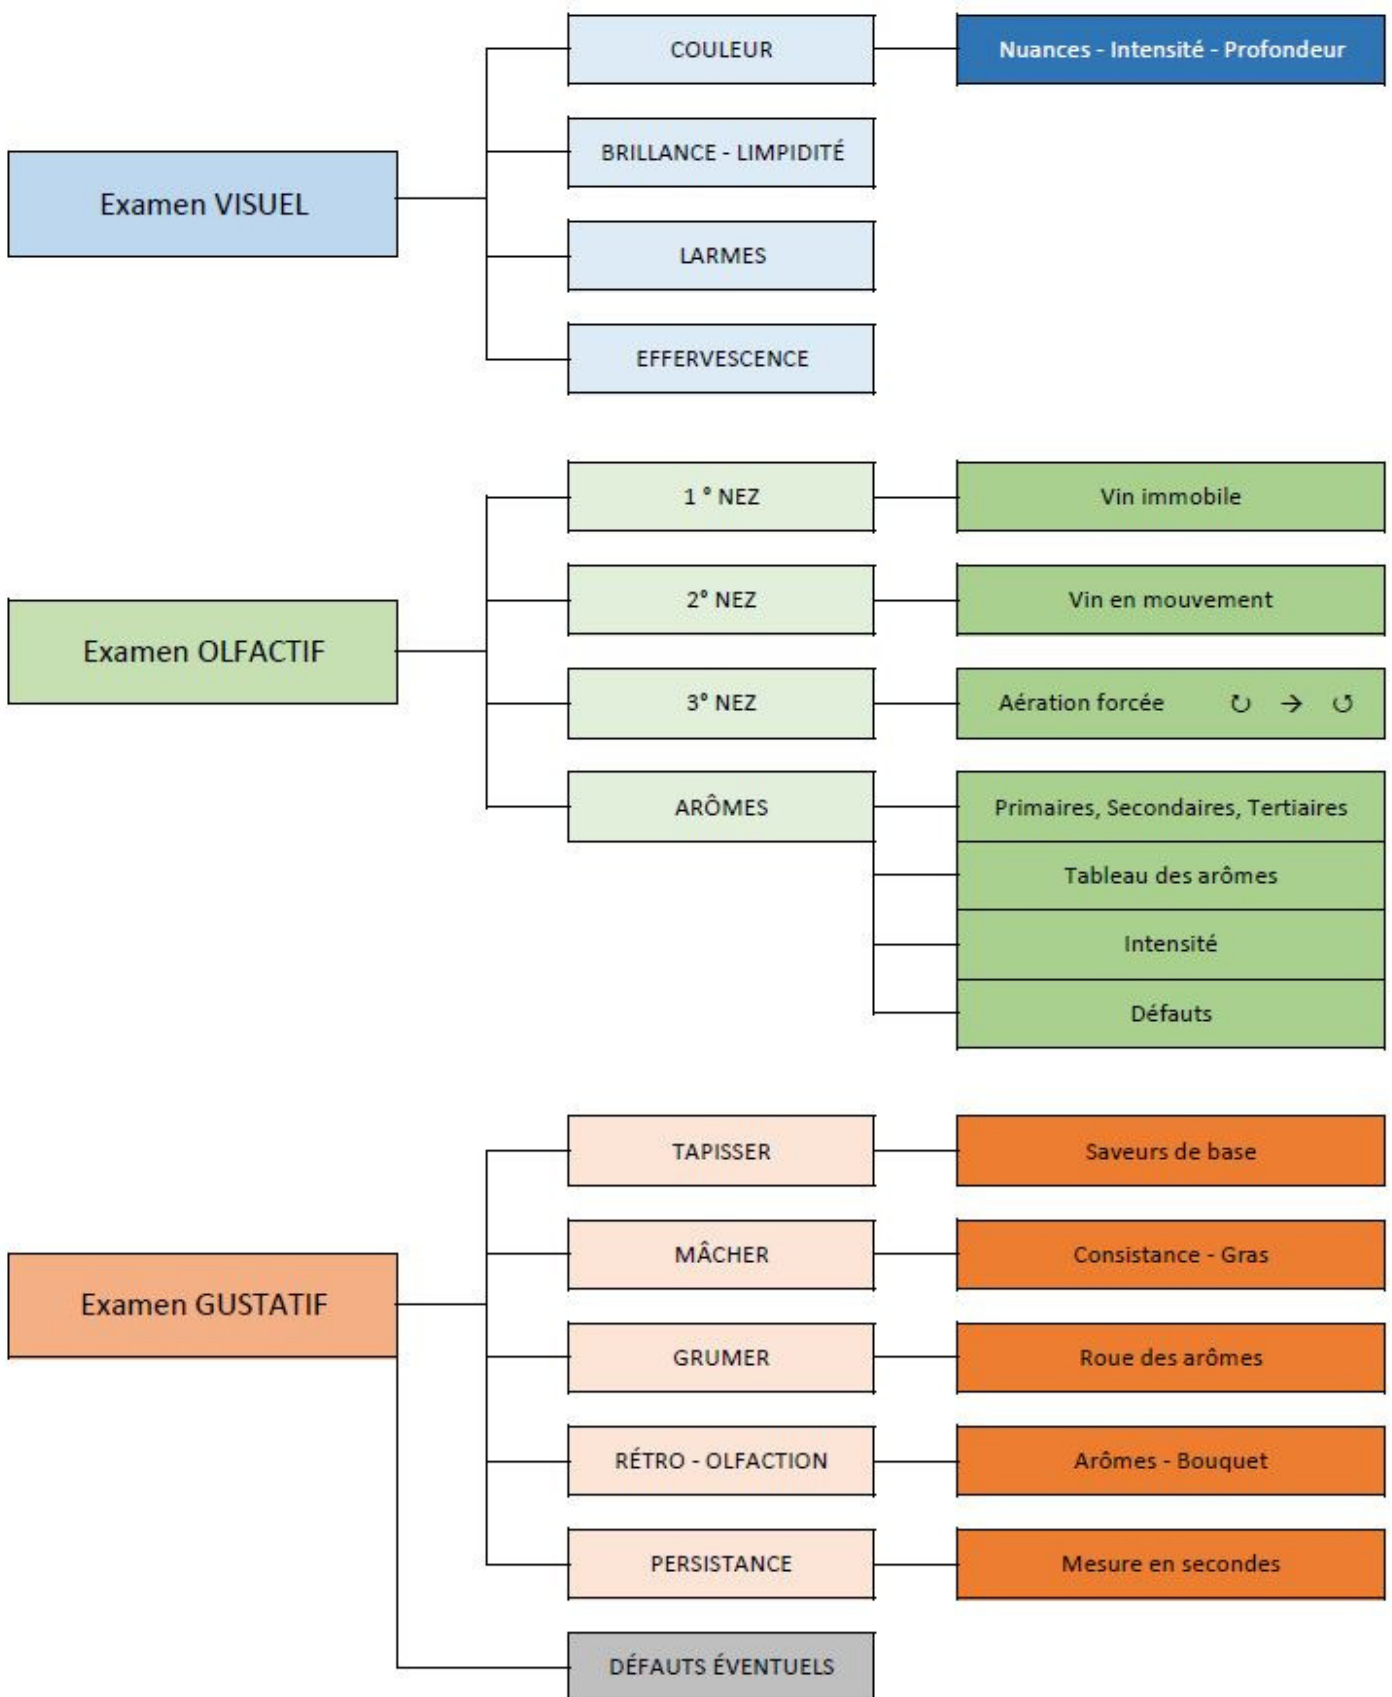 COULEUR
Nuances - Intensité - Profondeur
BRILLANCE - LIMPIDITÉ
Examen VISUEL
LARMES
EFFERVESCENCE
1 ° NEZ
Vin immobile
2° NEZ
Vin en mouvement
Examen OLFACTIF
3° NEZ
Aération forcée ↻ → ↺
ARÔMES
Primaires, Secondaires, Tertiaires
Tableau des arômes
Intensité
Défauts
TAPISSER
Saveurs de base
MÂCHER
Consistance - Gras
Examen GUSTATIF
GRUMER
Roue des arômes
RÉTRO - OLFACTION
Arômes - Bouquet
PERSISTANCE
Mesure en secondes
DÉFAUTS ÉVENTUELS